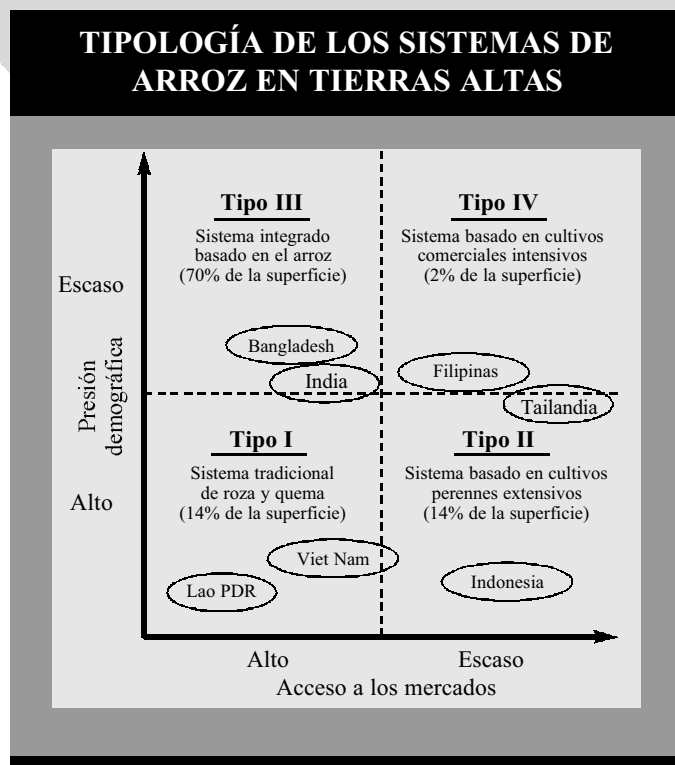 TIPOLOGÍA DE LOS SISTEMAS DE
ARROZ EN TIERRAS ALTAS
Tipo III
Sistema integrado
basado en el arroz
(70% de la superficie)
Tipo IV
Sistema basado en cultivos
comerciales intensivos
(2% de la superficie)
Escaso
Bangladesh
India
Filipinas
Tailandia
Presión
demográfica
Tipo I
Sistema tradicional
de roza y quema
(14% de la superficie)
Tipo II
Sistema basado en cultivos
perennes extensivos
(14% de la superficie)
Alto
Viet Nam
Lao PDR
Indonesia
Alto
Escaso
Acceso a los mercados